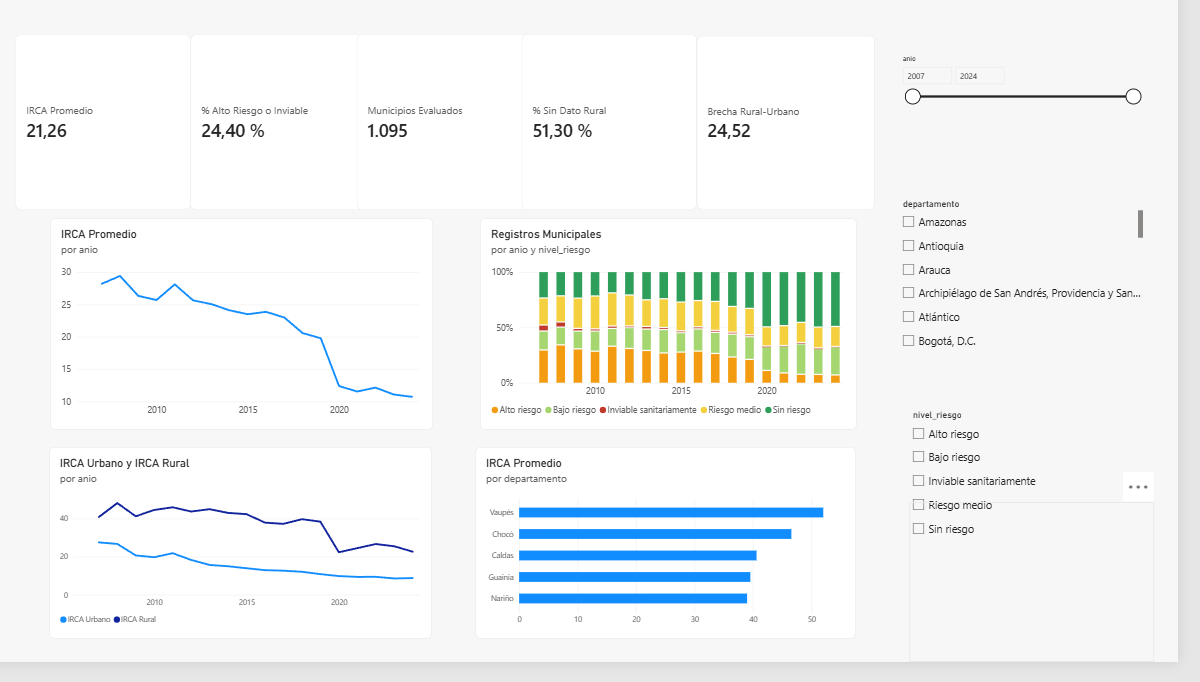 IRCA Promedio
21,26
% Alto Riesgo o Inviable
24,40 %
Municipios Evaluados
1.095
% Sin Dato Rural
51,30 %
Brecha Rural-Urbano
24,52
anio
2007 2024
IRCA Promedio
por anio
30
25
20
15
10
2010 2015 2020
Registros Municipales
por anio y nivel_riesgo
100%
50%
0%
2010 2015 2020
Alto riesgo Bajo riesgo Inviable sanitariamente Riesgo medio Sin riesgo
departamento
Amazonas
Antioquia
Arauca
Archipiélago de San Andrés, Providencia y San...
Atlántico
Bogotá, D.C.
IRCA Urbano y IRCA Rural
por anio
40
20
0
2010 2015 2020
IRCA Urbano IRCA Rural
IRCA Promedio
por departamento
Vaupés
Chocó
Caldas
Guainía
Nariño
0 10 20 30 40 50
nivel_riesgo
Alto riesgo
Bajo riesgo
Inviable sanitariamente
Riesgo medio
Sin riesgo